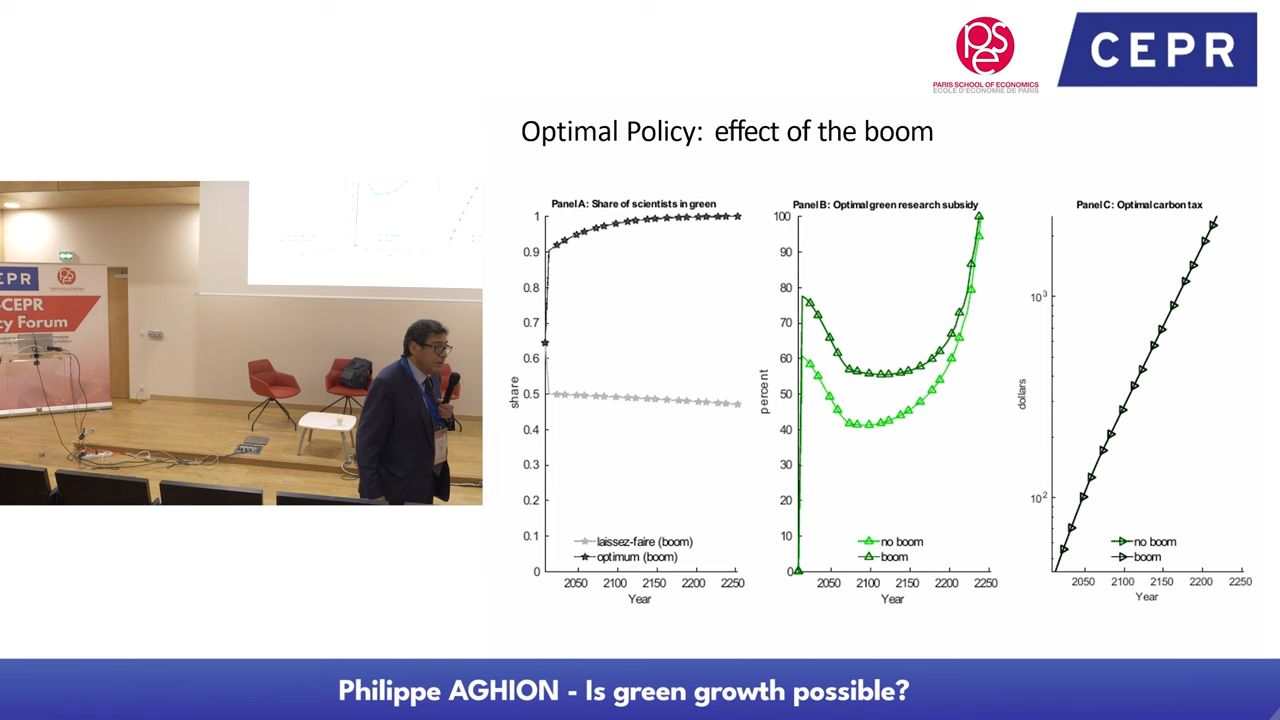 pse
PARIS SCHOOL OF ECONOMICS
ECOLE D'ECONOMIE DE PARIS
CEPR
Optimal Policy: effect of the boom
Panel A: Share of scientists in green
1
0.9
0.8
0.7
0.6
0.5
0.4
0.3
0.2
0.1
0
share
laissez-faire (boom)
optimum (boom)
2050 2100 2150 2200 2250
Year
Panel B: Optimal green research subsidy
100
90
80
70
60
50
40
30
20
10
0
percent
no boom
boom
2050 2100 2150 2200 2250
Year
Panel C: Optimal carbon tax
10³
10²
dollars
no boom
boom
2050 2100 2150 2200 2250
Year
EPR
pse
-CEPR
cy Forum
Philippe AGHION - Is green growth possible?